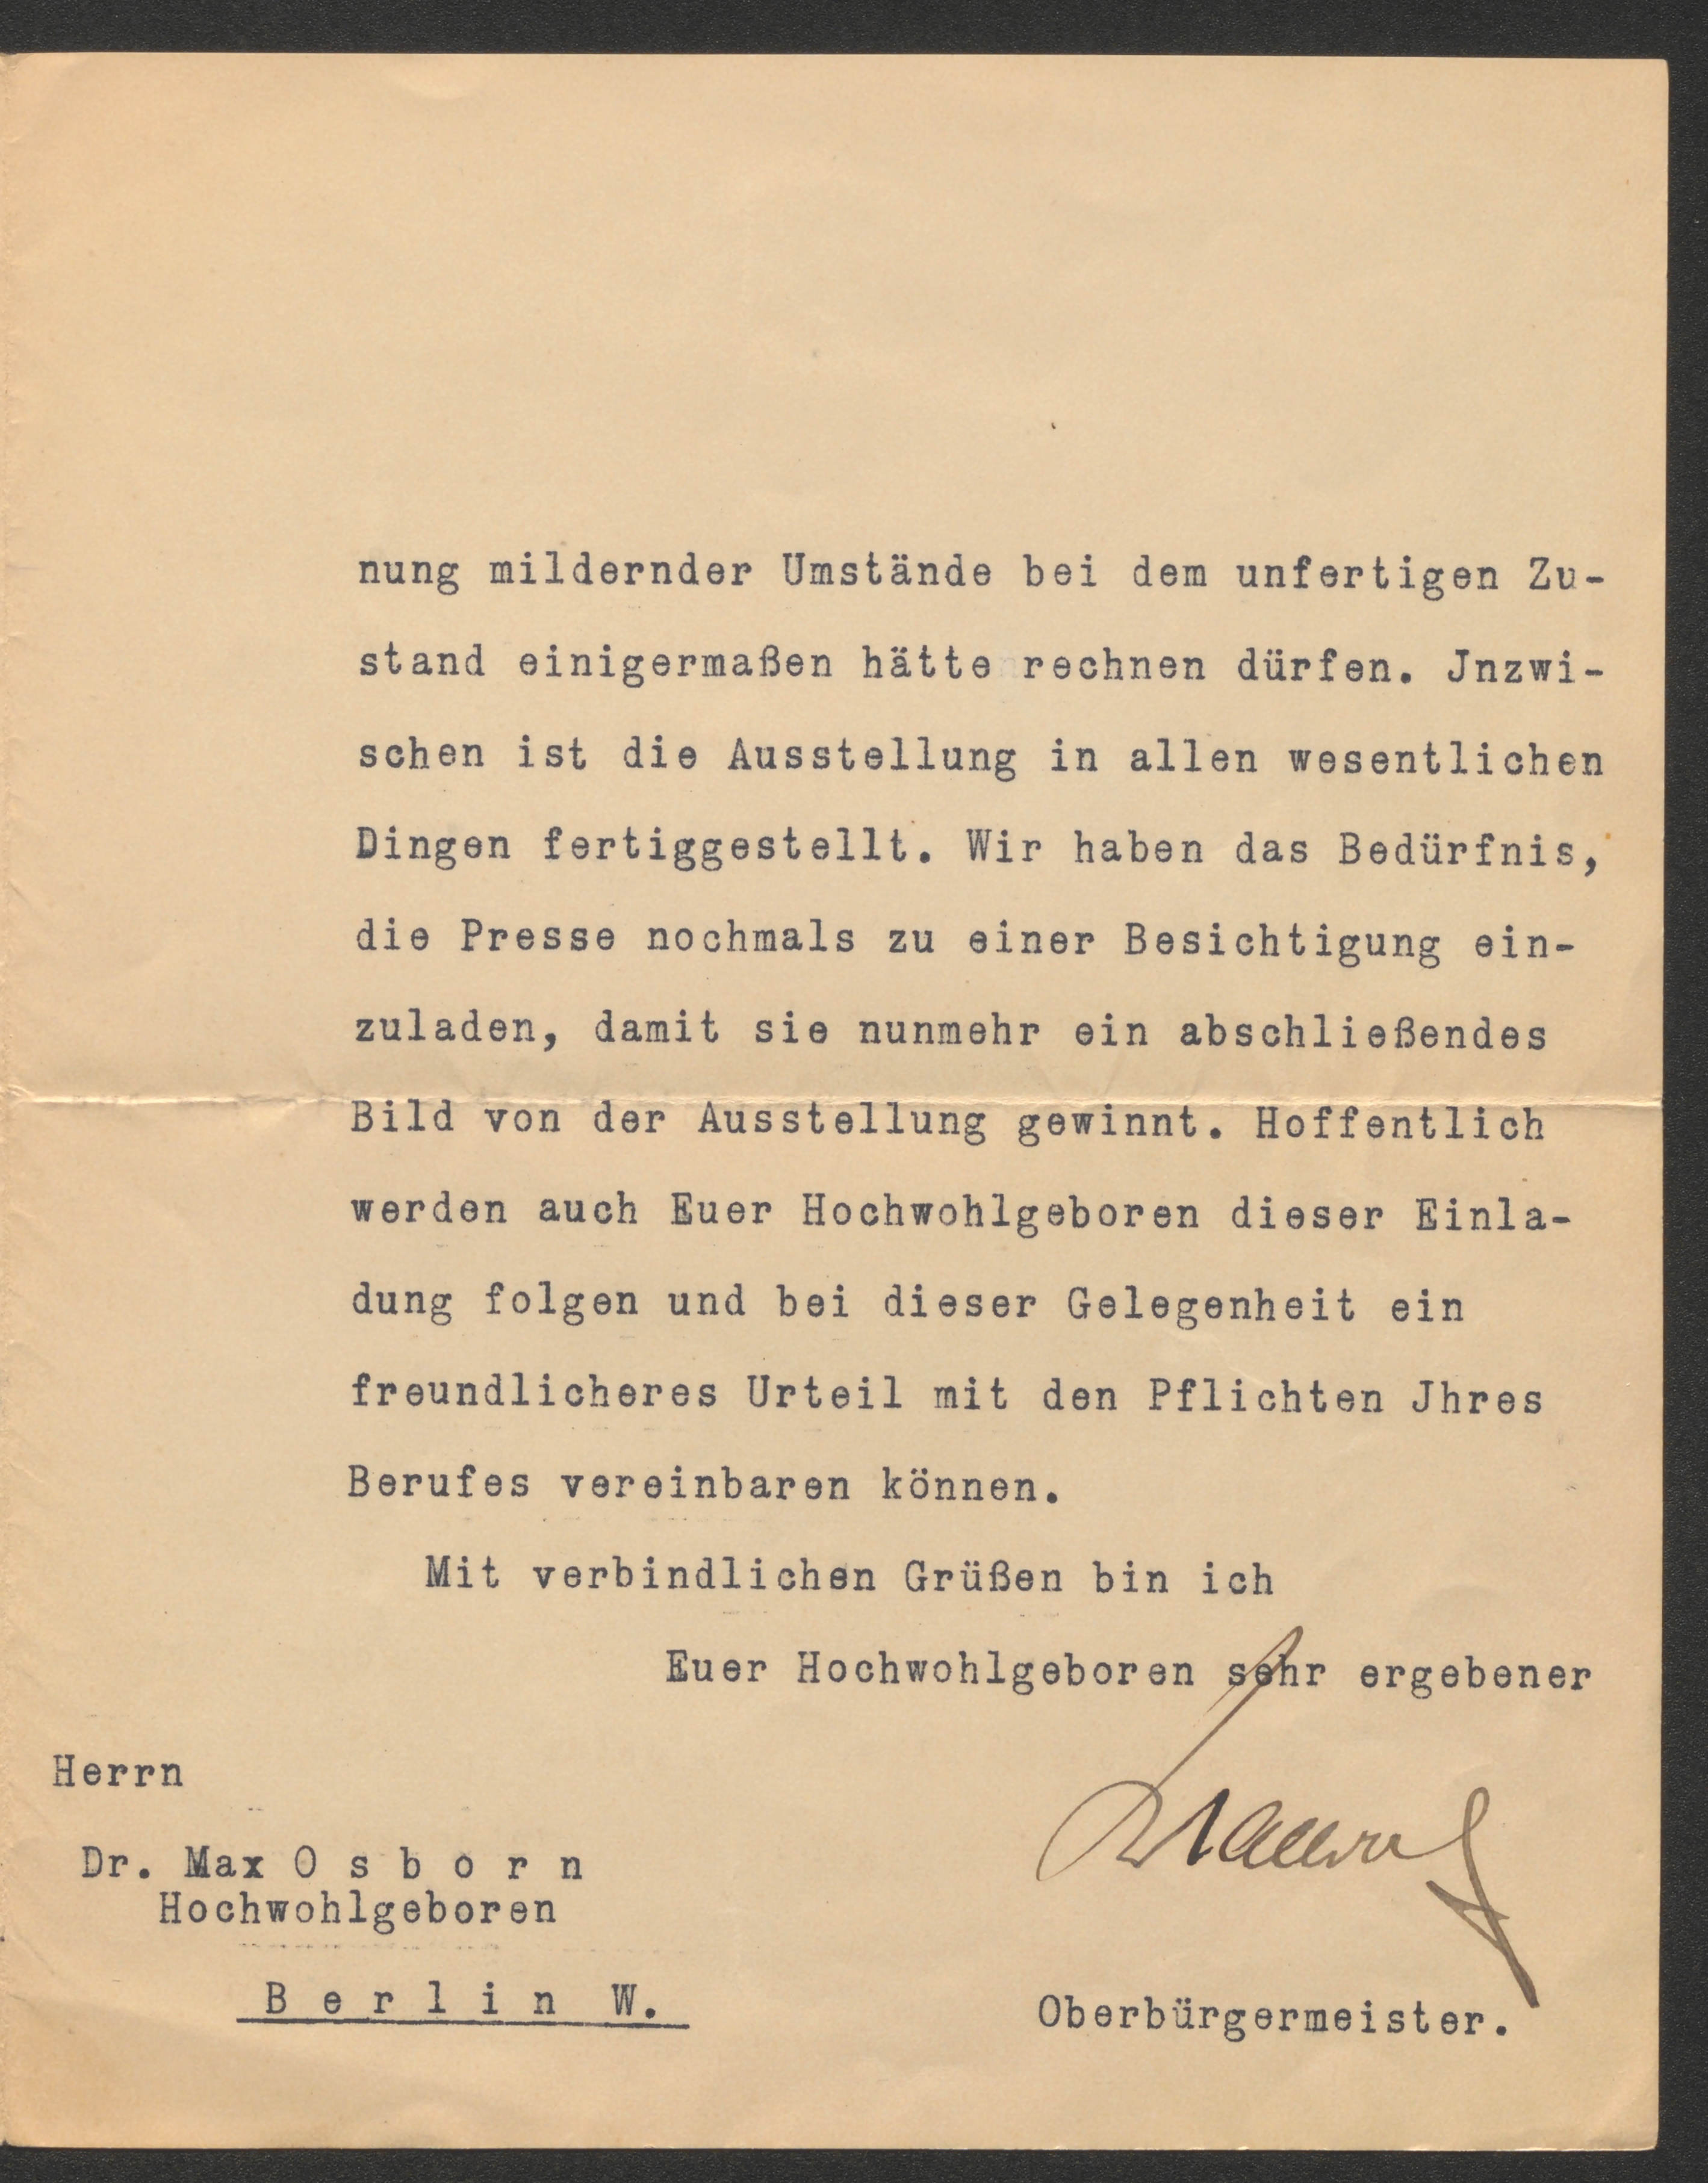 nung mildernder Umstände bei dem unfertigen Zu-
stand einigermaßen hätte rechnen dürfen. Jnzwi-
schen ist die Ausstellung in allen wesentlichen
Dingen fertiggestellt. Wir haben das Bedürfnis,
die Presse nochmals zu einer Besichtigung ein-
zuladen, damit sie nunmehr ein abschließendes
Bild von der Ausstellung gewinnt. Hoffentlich
werden auch Euer Hochwohlgeboren dieser Einla-
dung folgen und bei dieser Gelegenheit ein
freundlicheres Urteil mit den Pflichten Jhres
Berufes vereinbaren können.
Mit verbindlichen Grüßen bin ich
Euer Hochwohlgeboren sehr ergebener
Herrn
Dr. Max O s b o r n
Hochwohlgeboren
B e r l i n W.
Oberbürgermeister.